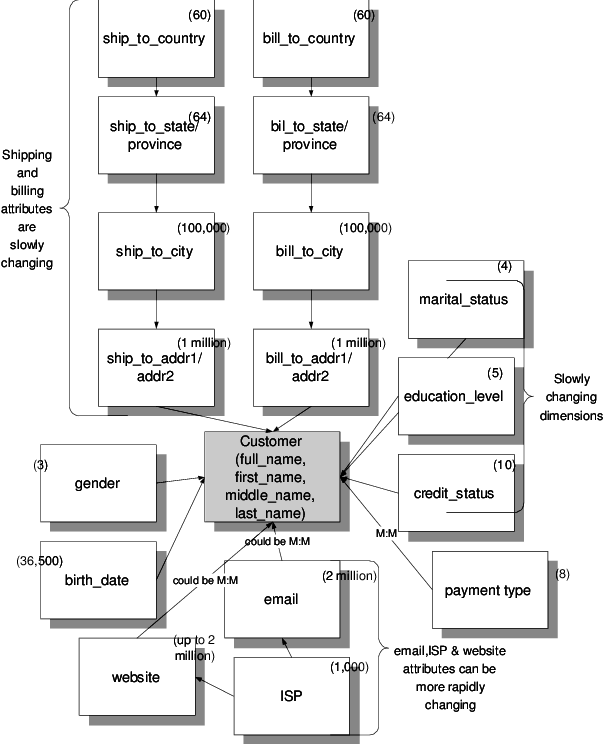 (60)
ship_to_country
(60)
bill_to_country
(64)
ship_to_state/
province
(64)
bil_to_state/
province
Shipping
and
billing
attributes
are
slowly
changing
(100,000)
ship_to_city
(100,000)
bill_to_city
(1 million)
ship_to_addr1/
addr2
(1 million)
bill_to_addr1/
addr2
(4)
marital_status
(5)
education_level
Slowly
changing
dimensions
(10)
credit_status
Customer
(full_name,
first_name,
middle_name,
last_name)
(3)
gender
(36,500)
birth_date
M:M
could be M:M
could be M:M
(8)
payment type
(2 million)
email
(up to 2
million)
website
(1,000)
ISP
email,ISP & website
attributes can be
more rapidly
changing